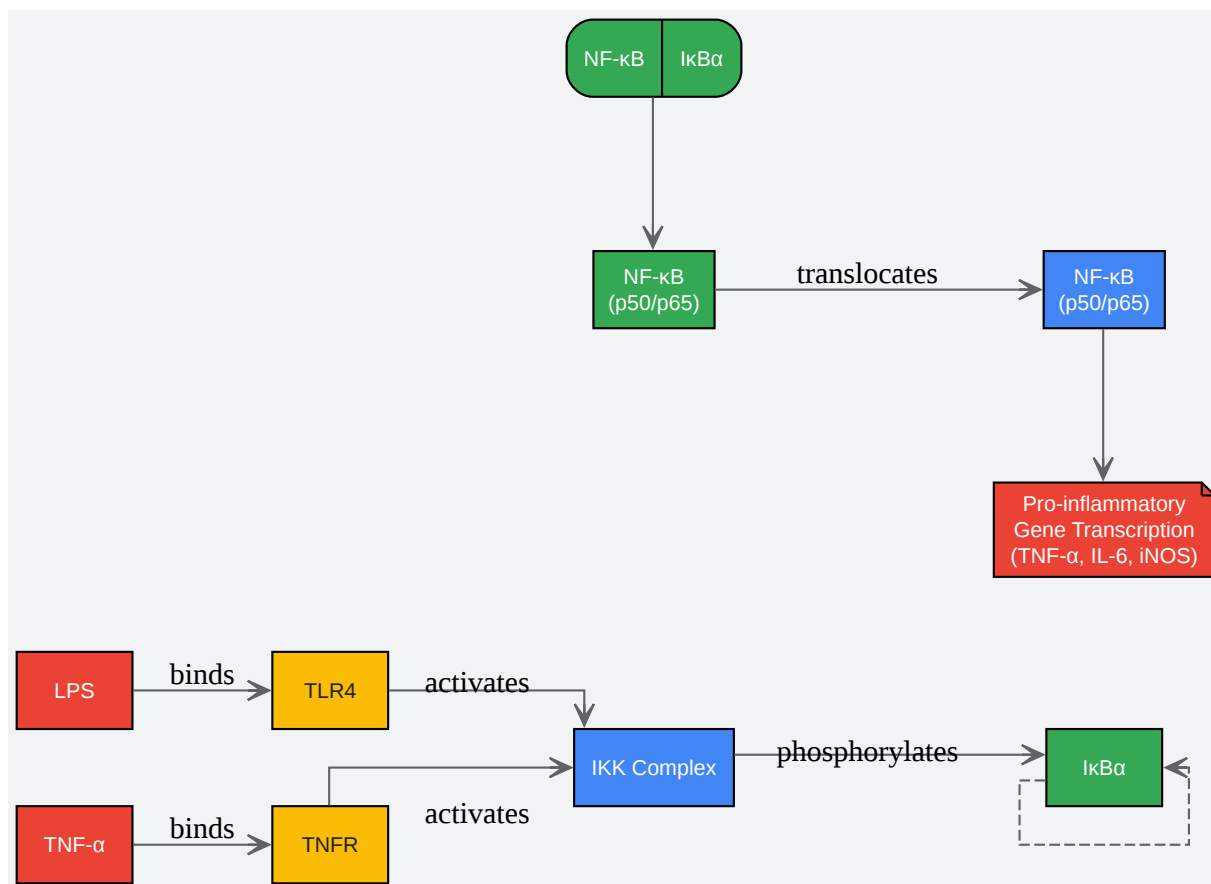 NF-κB
IκBα
NF-κB
(p50/p65)
translocates
NF-κB
(p50/p65)
Pro-inflammatory
Gene Transcription
(TNF-α, IL-6, iNOS)
LPS
binds
TLR4
activates
IKK Complex
phosphorylates
IκBα
TNF-α
binds
TNFR
activates